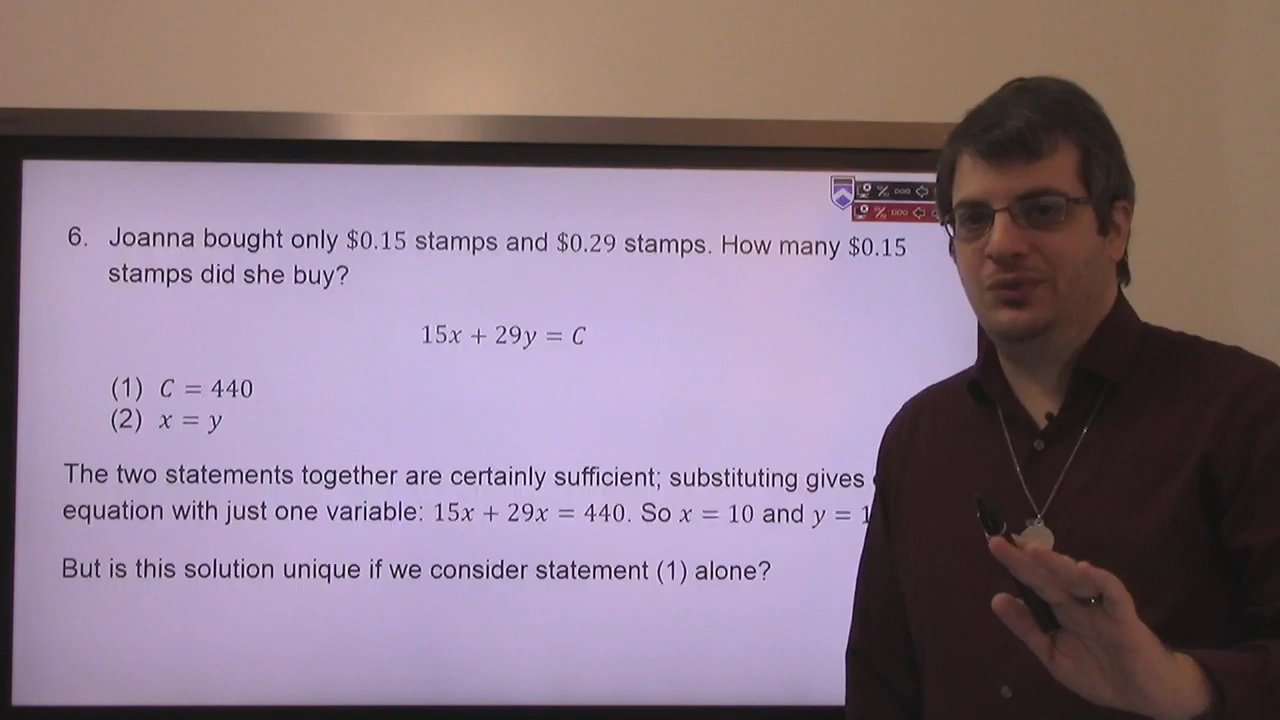 6. Joanna bought only $0.15 stamps and $0.29 stamps. How many $0.15
stamps did she buy?
15x + 29y = C
(1) C = 440
(2) x = y
The two statements together are certainly sufficient; substituting gives
equation with just one variable: 15x + 29x = 440. So x = 10 and y = 1
But is this solution unique if we consider statement (1) alone?